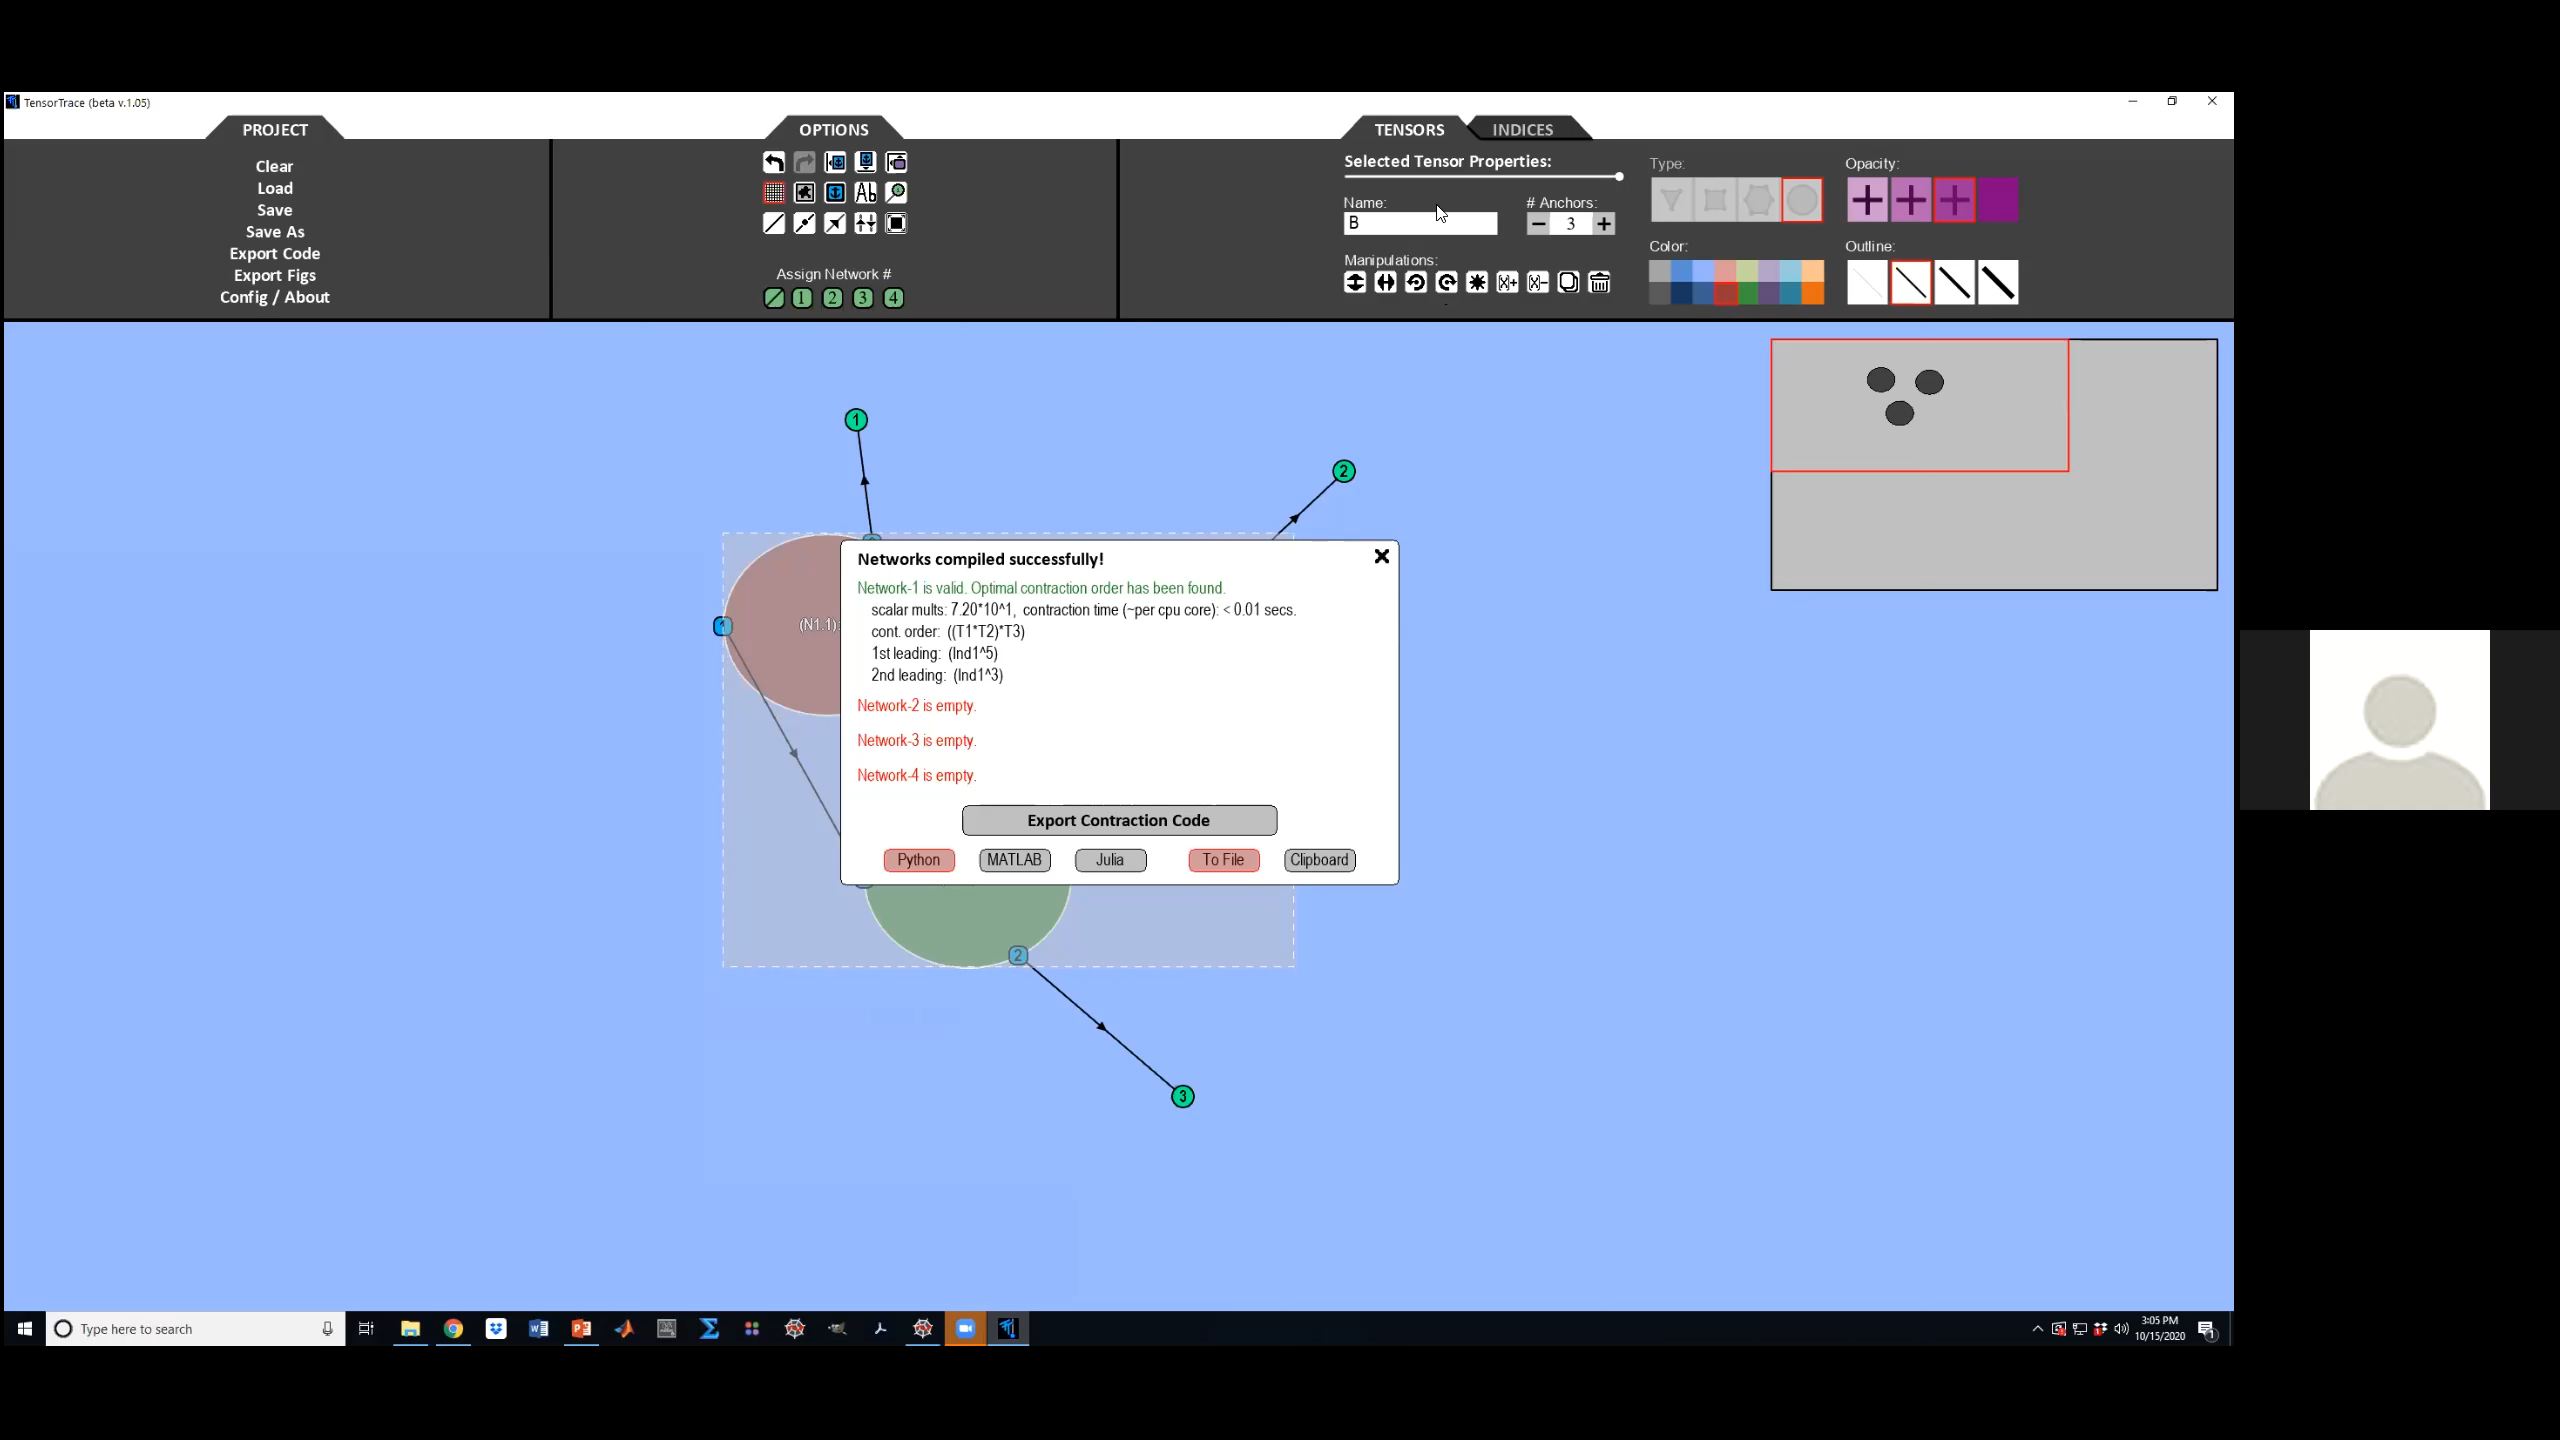 TensorTrace (beta v.1.05)
PROJECT
Clear
Load
Save
Save As
Export Code
Export Figs
Config / About
OPTIONS
Ab
Assign Network #
1 2 3 4
TENSORS INDICES
Selected Tensor Properties:
Name:
B
# Anchors:
3
Manipulations:
Type:
Color:
Opacity:
Outline:
1
2
1
(N1.1):
Networks compiled successfully!
Network-1 is valid. Optimal contraction order has been found.
scalar mults: 7.20*10^1, contraction time (~per cpu core): < 0.01 secs.
cont. order: ((T1*T2)*T3)
1st leading: (Ind1^5)
2nd leading: (Ind1^3)
Network-2 is empty.
Network-3 is empty.
Network-4 is empty.
Export Contraction Code
Python MATLAB Julia To File Clipboard
2
3
Type here to search
3:05 PM
10/15/2020
1